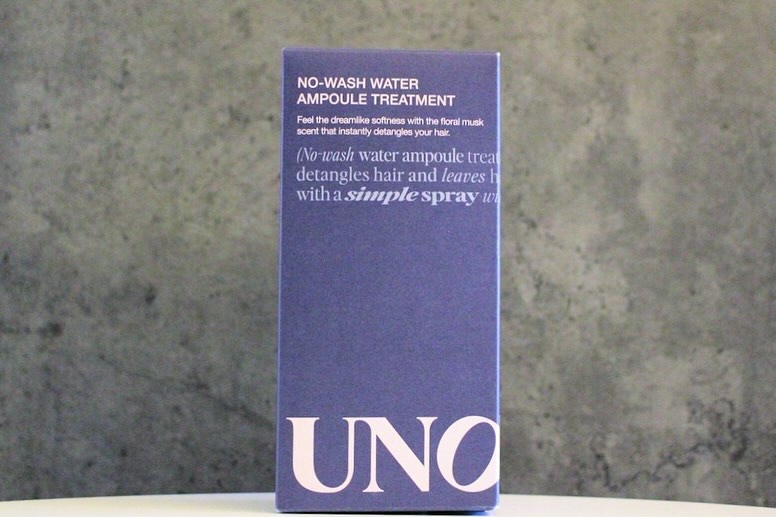 NO-WASH WATER
AMPOULE TREATMENT
Feel the dreamlike softness with the floral musk
scent that instantly detangles your hair.
(No-wash water ampoule treat
detangles hair and leaves h
with a simple spray wi
UNO